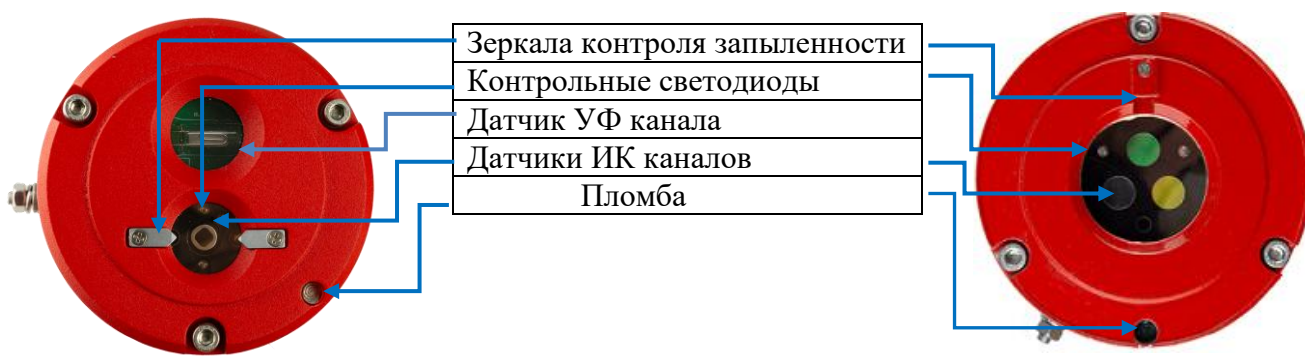 Зеркала контроля запыленности
Контрольные светодиоды
Датчик УФ канала
Датчики ИК каналов
Пломба